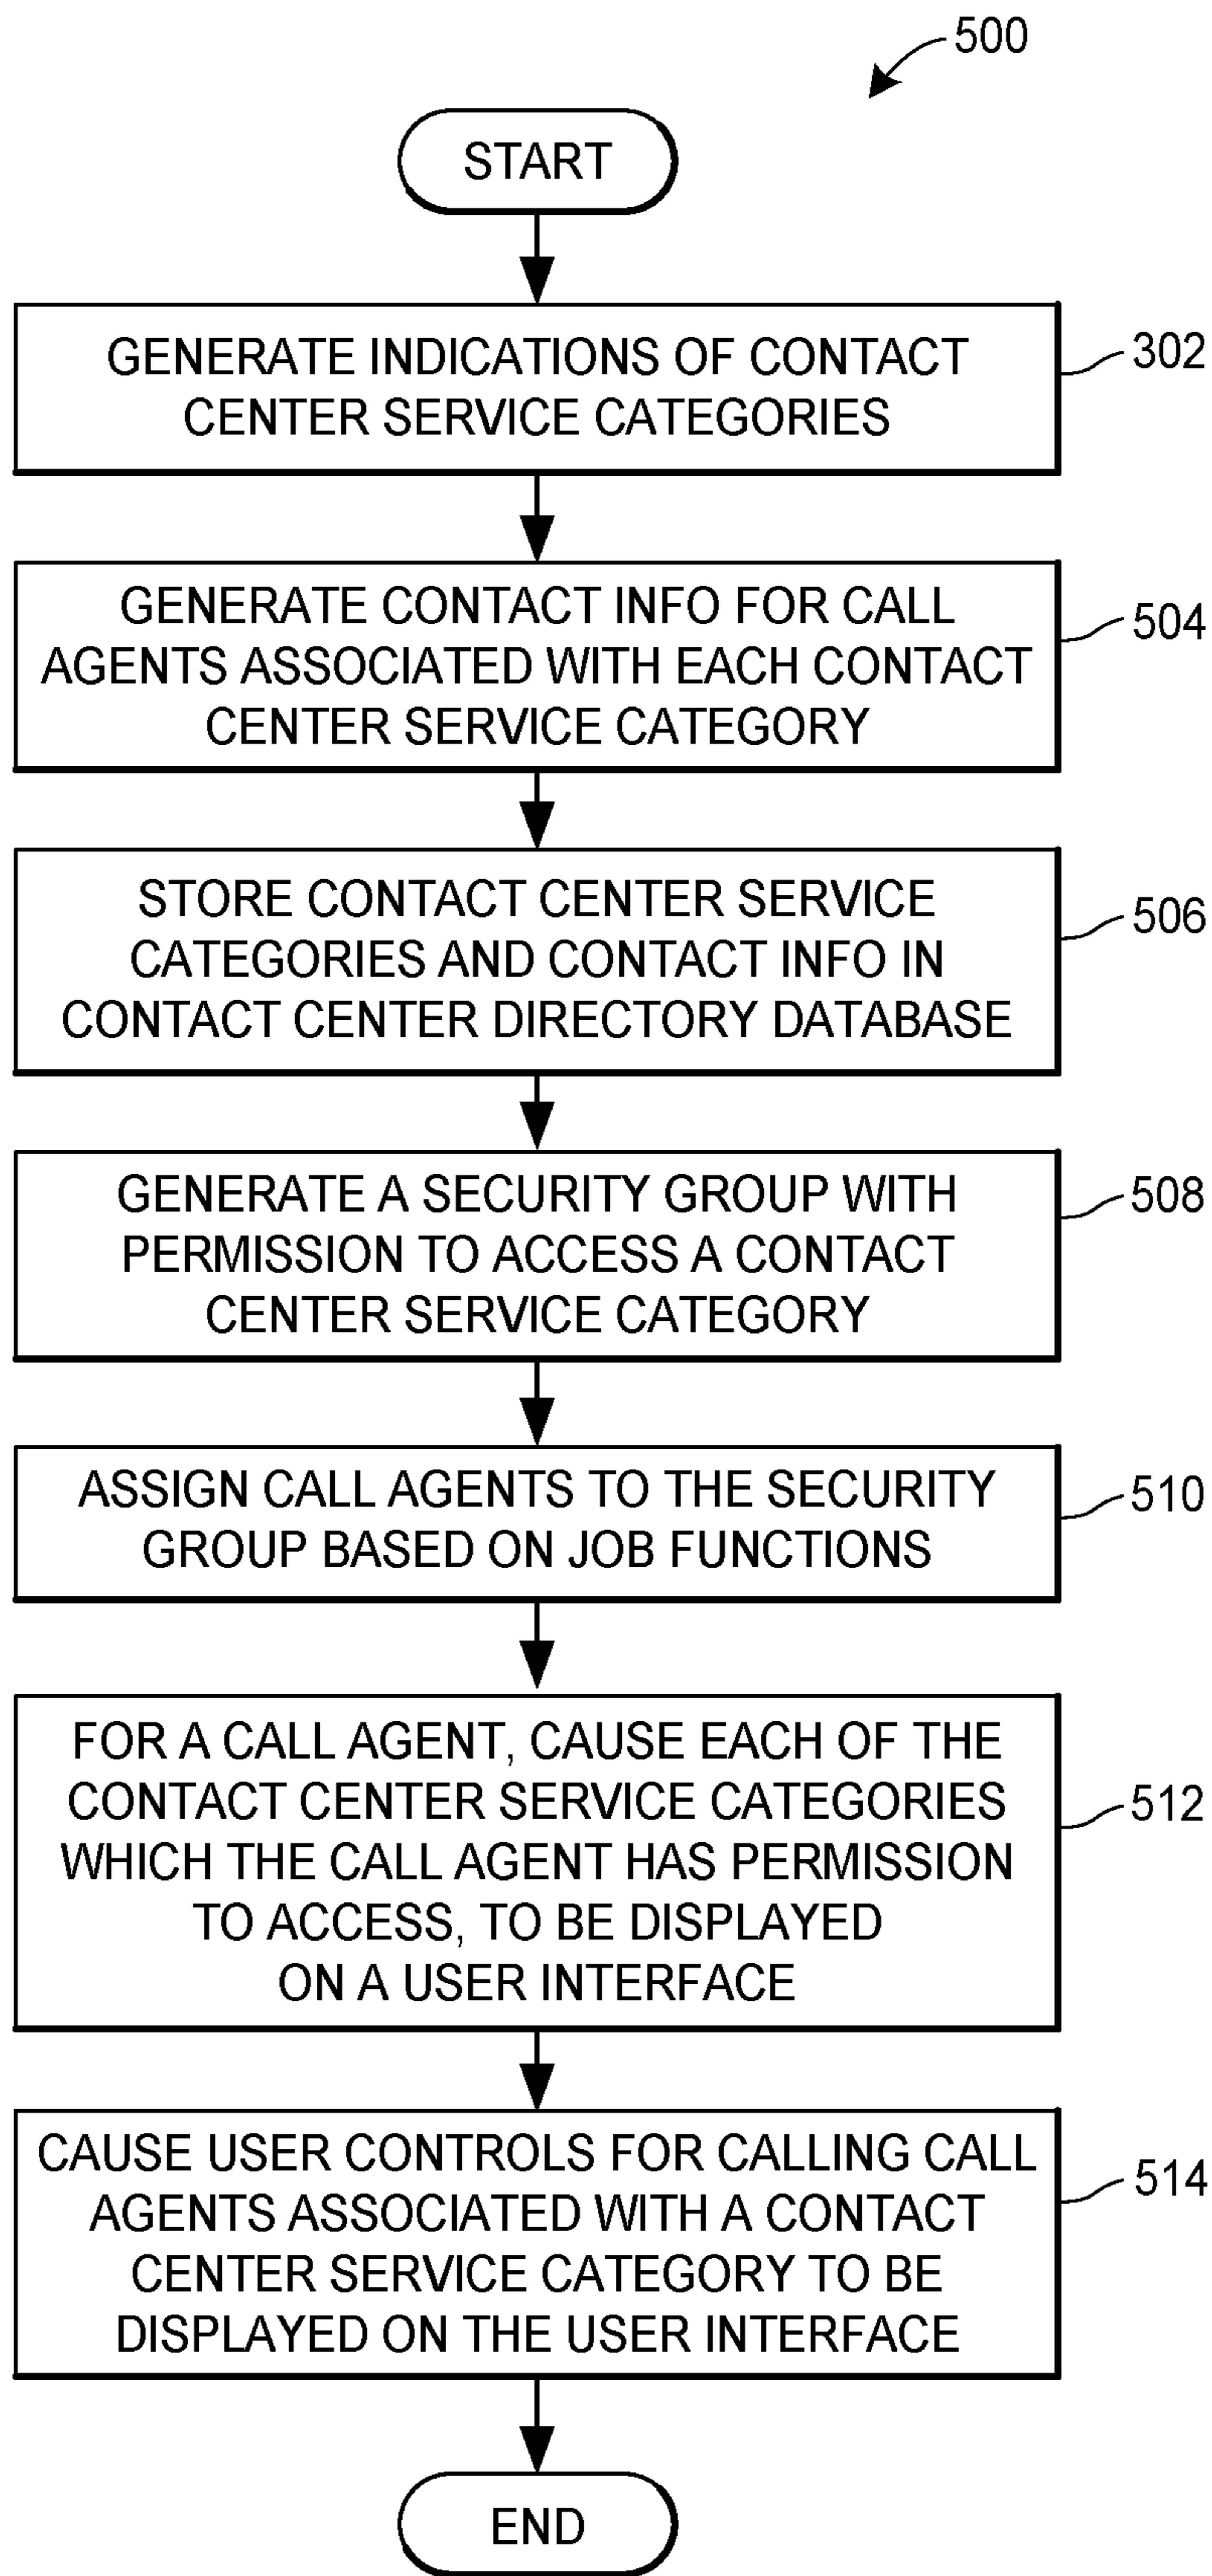 500
START
GENERATE INDICATIONS OF CONTACT
CENTER SERVICE CATEGORIES
302
GENERATE CONTACT INFO FOR CALL
AGENTS ASSOCIATED WITH EACH CONTACT
CENTER SERVICE CATEGORY
504
STORE CONTACT CENTER SERVICE
CATEGORIES AND CONTACT INFO IN
CONTACT CENTER DIRECTORY DATABASE
506
GENERATE A SECURITY GROUP WITH
PERMISSION TO ACCESS A CONTACT
CENTER SERVICE CATEGORY
508
ASSIGN CALL AGENTS TO THE SECURITY
GROUP BASED ON JOB FUNCTIONS
510
FOR A CALL AGENT, CAUSE EACH OF THE
CONTACT CENTER SERVICE CATEGORIES
WHICH THE CALL AGENT HAS PERMISSION
TO ACCESS, TO BE DISPLAYED
ON A USER INTERFACE
512
CAUSE USER CONTROLS FOR CALLING CALL
AGENTS ASSOCIATED WITH A CONTACT
CENTER SERVICE CATEGORY TO BE
DISPLAYED ON THE USER INTERFACE
514
END